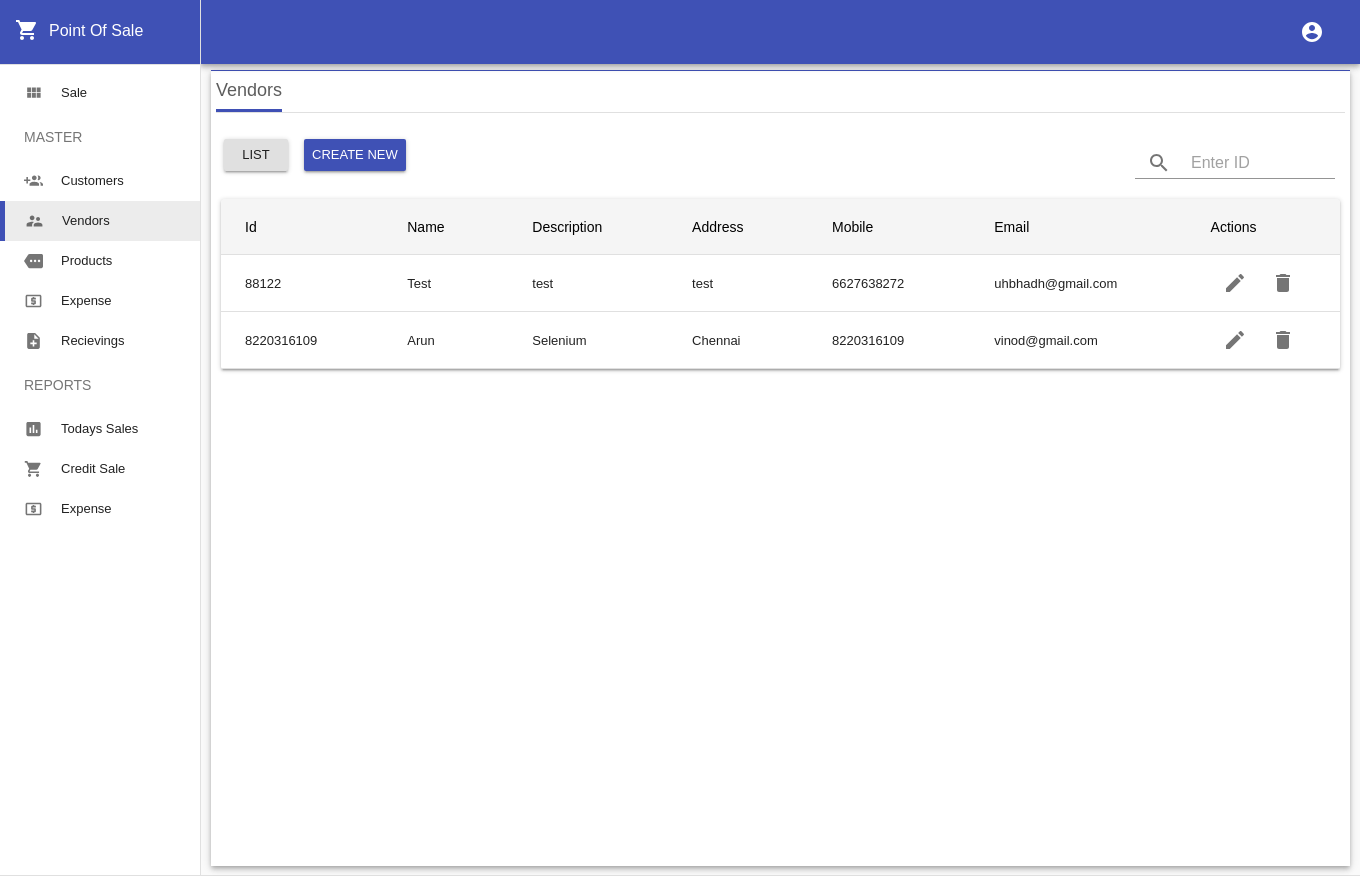 Point Of Sale
Sale
MASTER
Customers
Vendors
Products
Expense
Recievings
REPORTS
Todays Sales
Credit Sale
Expense
Vendors
LIST CREATE NEW
Enter ID
Id Name Description Address Mobile Email Actions
88122 Test test test 6627638272 uhbhadh@gmail.com
8220316109 Arun Selenium Chennai 8220316109 vinod@gmail.com